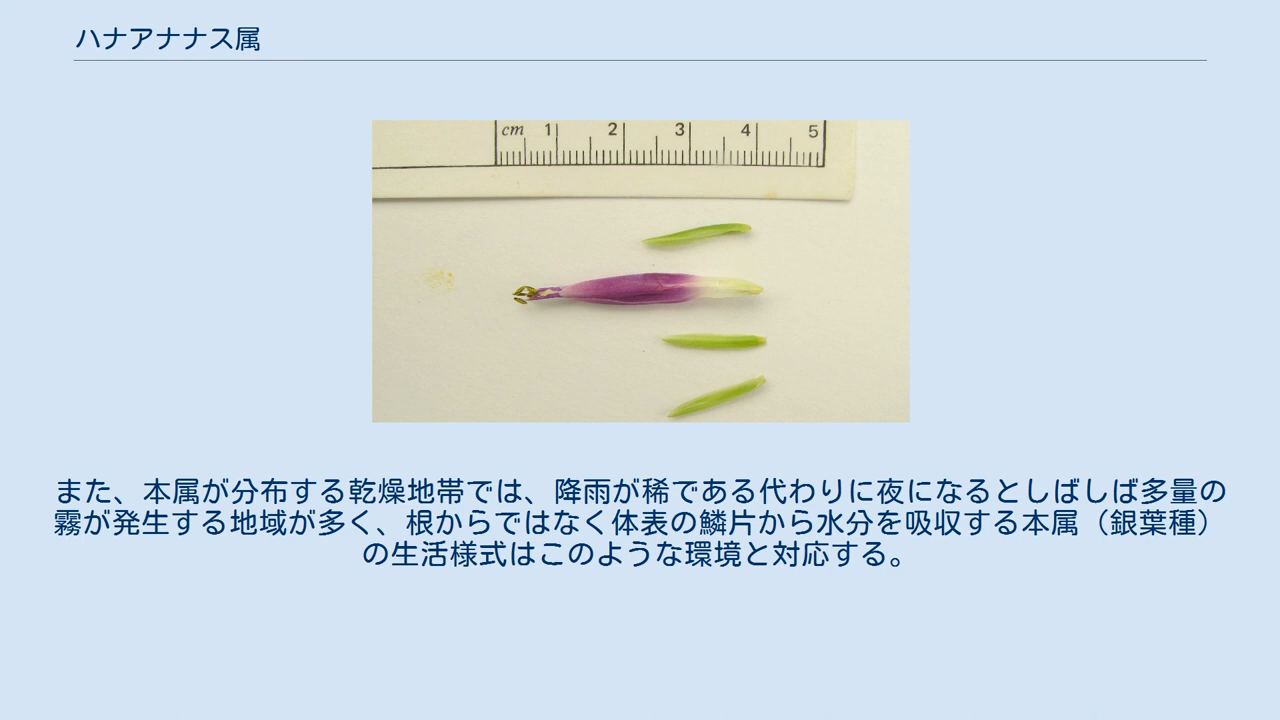 ハナアナナス属
cm 1 2 3 4 5
また、本属が分布する乾燥地帯では、降雨が稀である代わりに夜になるとしばしば多量の
霧が発生する地域が多く、根からではなく体表の鱗片から水分を吸収する本属（銀葉種）
の生活様式はこのような環境と対応する。